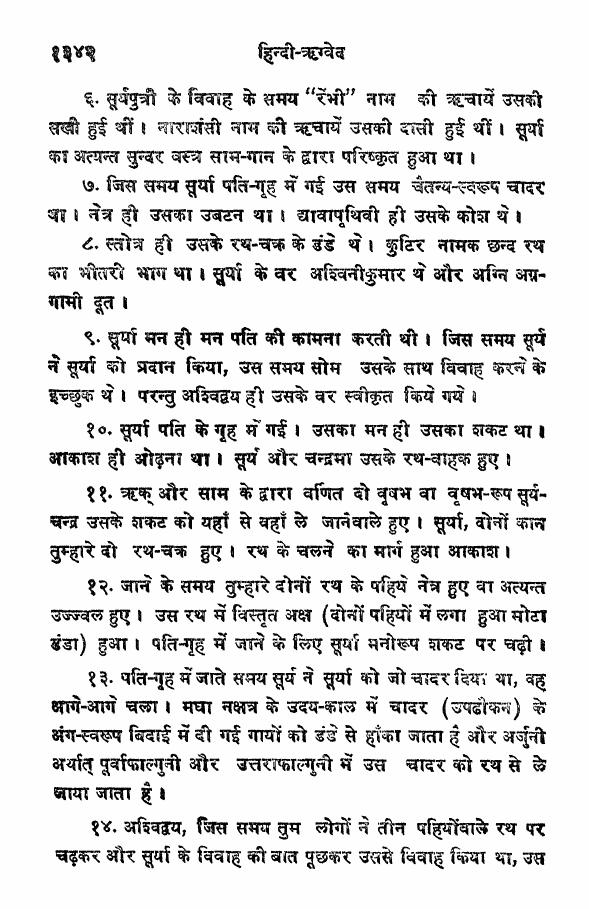 १३४२ हिन्दी-ऋग्वेद
६. सूर्यपुत्री के विवाह के समय "रेभी" नाम की ऋचायें उसकी
सखी हुई थीं। नाराशंसी नाम की ऋचायें उसकी दासी हुई थीं। सूर्या
का अत्यन्त सुन्दर वस्त्र साम-गान के द्वारा परिष्कृत हुआ था।
७. जिस समय सूर्या पति-गृह में गई उस समय चैतन्य-स्वरूप चादर
था। नेत्र ही उसका उबटन था। द्यावापृथिवी ही उसके कोश थे।
८. स्तोत्र ही उसके रथ-चक्र के डंडे थे। कुटिर नामक छन्द रथ
का भीतरी भाग था। सूर्या के वर अश्विनीकुमार थे और अग्नि अग्र-
गामी दूत।
९. सूर्या मन ही मन पति की कामना करती थी। जिस समय सूर्य
ने सूर्या को प्रदान किया, उस समय सोम उसके साथ विवाह करने के
इच्छुक थे। परन्तु अश्विद्वय ही उसके वर स्वीकृत किये गये।
१०. सूर्या पति के गृह में गई। उसका मन ही उसका शकट था।
आकाश ही ओढ़ना था। सूर्य और चन्द्रमा उसके रथ-वाहक हुए।
११. ऋक् और साम के द्वारा वर्णित दो वृषभ वा वृषभ-रूप सूर्य-
चन्द्र उसके शकट को यहाँ से वहाँ ले जानेवाले हुए। सूर्या, दोनों कान
तुम्हारे दो रथ-चक्र हुए। रथ के चलने का मार्ग हुआ आकाश।
१२. जाने के समय तुम्हारे दोनों रथ के पहिये नेत्र हुए वा अत्यन्त
उज्ज्वल हुए। उस रथ में विस्तृत अक्ष (दोनों पहियों में लगा हुआ मोटा
डंडा) हुआ। पति-गृह में जाने के लिए सूर्या मनोरूप शकट पर चढ़ी।
१३. पति-गृह में जाते समय सूर्य ने सूर्या को जो चादर दिया था, वह
आगे-आगे चला। मघा नक्षत्र के उदय-काल में चादर (उपढौकन) के
अंग-स्वरूप बिदाई में दी गई गायों को डंडे से हाँका जाता है और अर्जुनी
अर्थात् पूर्वाफाल्गुनी और उत्तराफाल्गुनी में उस चादर को रथ से ले
जाया जाता है।
१४. अश्विद्वय, जिस समय तुम लोगों ने तीन पहियोंवाले रथ पर
चढ़कर और सूर्या के विवाह की बात पूछकर उससे विवाह किया था, उस